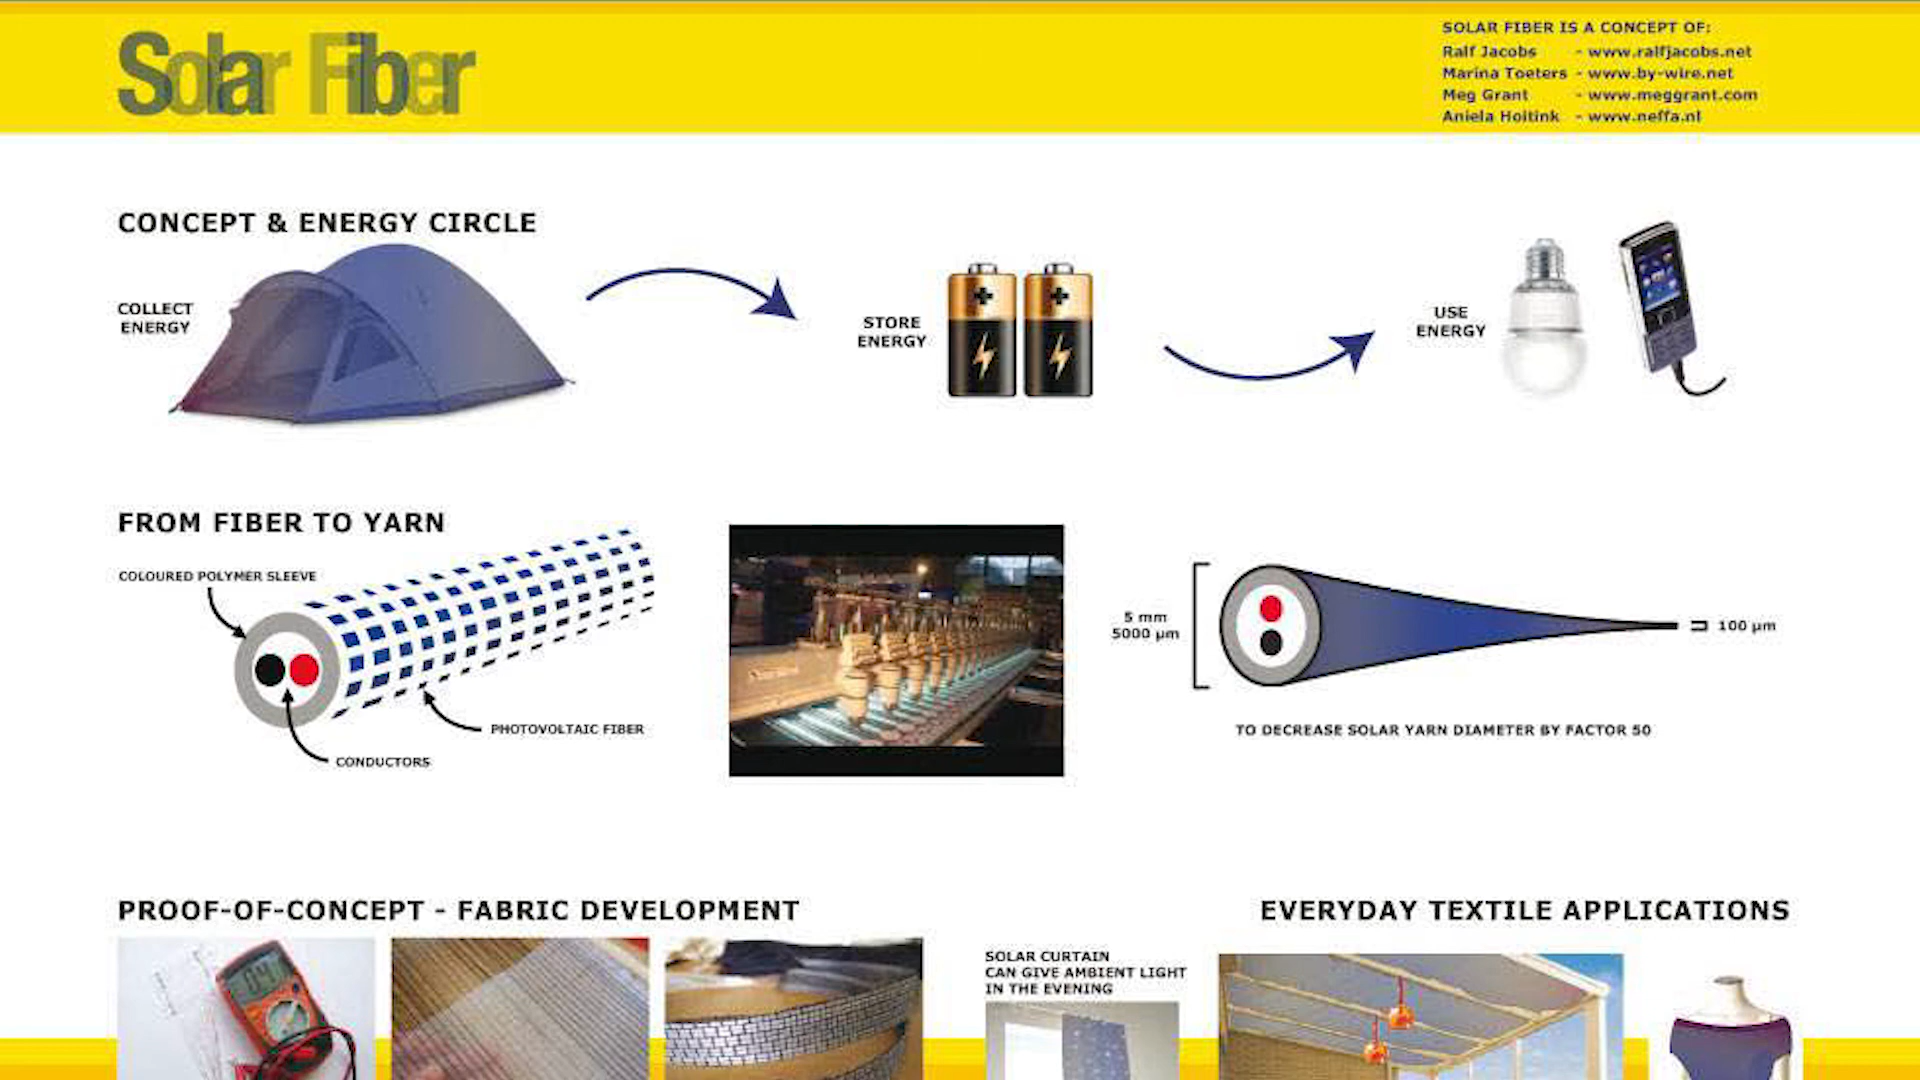 Solar Fiber
SOLAR FIBER IS A CONCEPT OF:
Ralf Jacobs - www.ralfjacobs.net
Marina Toeters - www.by-wire.net
Meg Grant - www.meggrant.com
Aniela Hoitink - www.neffa.nl
CONCEPT & ENERGY CIRCLE
COLLECT
ENERGY
STORE
ENERGY
USE
ENERGY
FROM FIBER TO YARN
COLOURED POLYMER SLEEVE
PHOTOVOLTAIC FIBER
CONDUCTORS
5 mm
5000 µm
100 µm
TO DECREASE SOLAR YARN DIAMETER BY FACTOR 50
PROOF-OF-CONCEPT - FABRIC DEVELOPMENT
EVERYDAY TEXTILE APPLICATIONS
SOLAR CURTAIN
CAN GIVE AMBIENT LIGHT
IN THE EVENING